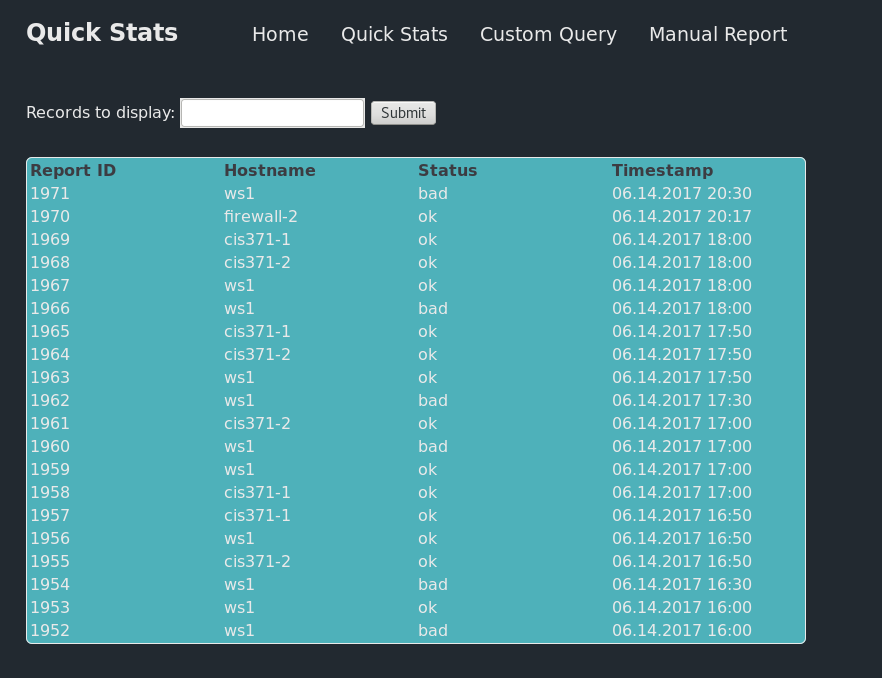 Quick Stats Home Quick Stats Custom Query Manual Report
Records to display: Submit
Report ID Hostname Status Timestamp
1971 ws1 bad 06.14.2017 20:30
1970 firewall-2 ok 06.14.2017 20:17
1969 cis371-1 ok 06.14.2017 18:00
1968 cis371-2 ok 06.14.2017 18:00
1967 ws1 ok 06.14.2017 18:00
1966 ws1 bad 06.14.2017 18:00
1965 cis371-1 ok 06.14.2017 17:50
1964 cis371-2 ok 06.14.2017 17:50
1963 ws1 ok 06.14.2017 17:50
1962 ws1 bad 06.14.2017 17:30
1961 cis371-2 ok 06.14.2017 17:00
1960 ws1 bad 06.14.2017 17:00
1959 ws1 ok 06.14.2017 17:00
1958 cis371-1 ok 06.14.2017 17:00
1957 cis371-1 ok 06.14.2017 16:50
1956 ws1 ok 06.14.2017 16:50
1955 cis371-2 ok 06.14.2017 16:50
1954 ws1 bad 06.14.2017 16:30
1953 ws1 ok 06.14.2017 16:00
1952 ws1 bad 06.14.2017 16:00